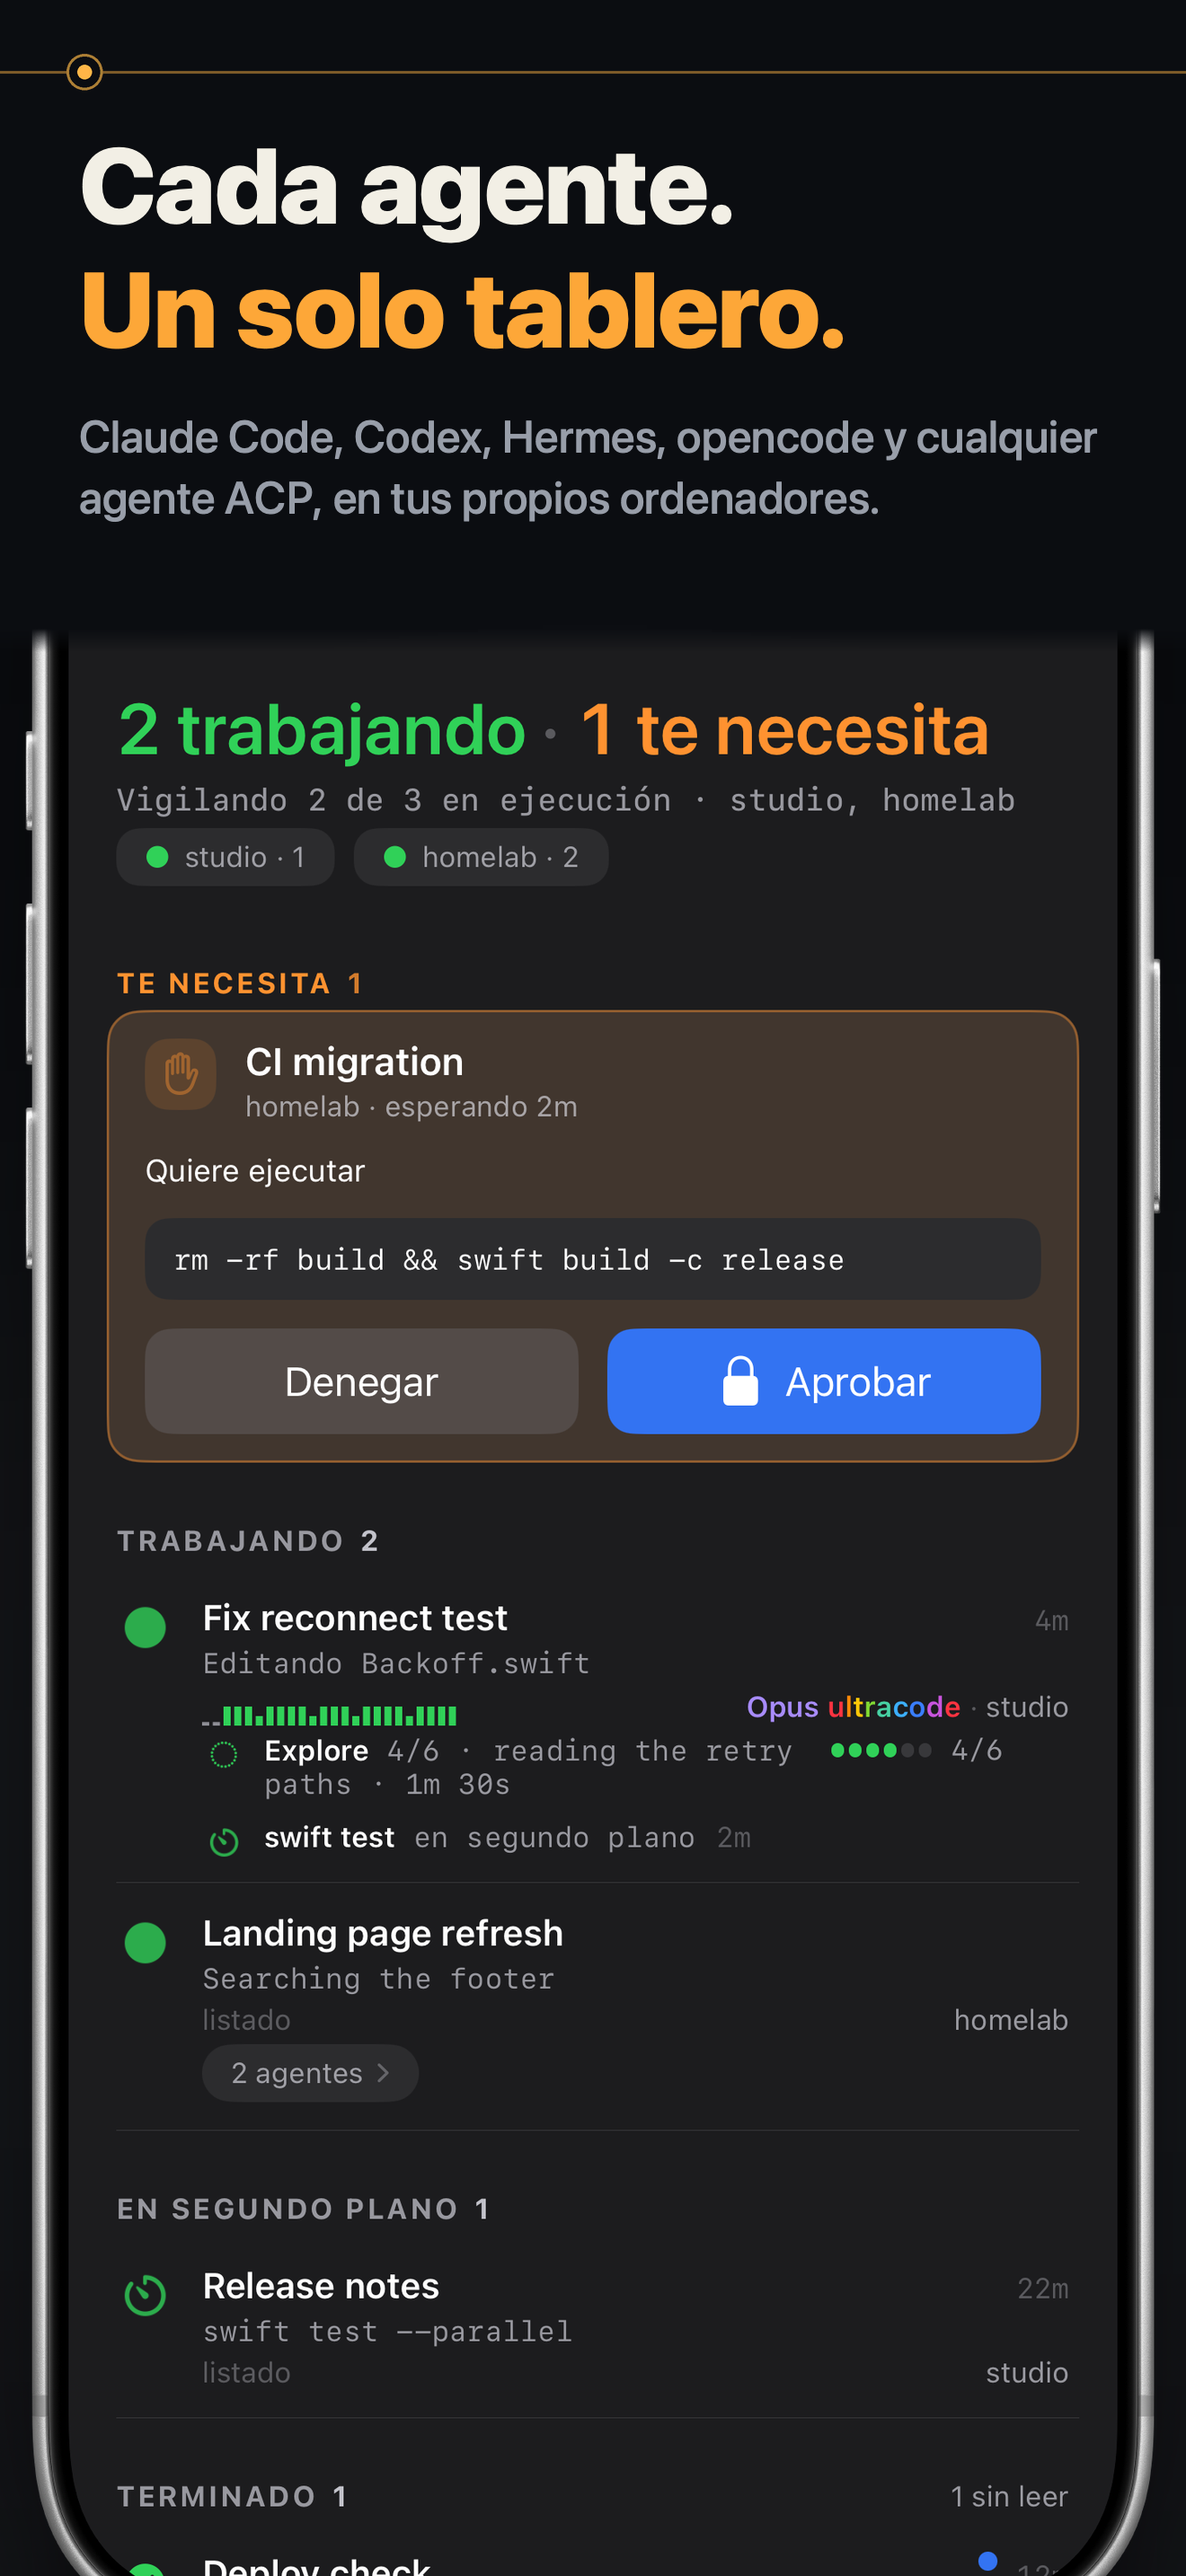 Cada agente.
Un solo tablero.
Claude Code, Codex, Hermes, opencode y cualquier
agente ACP, en tus propios ordenadores.
2 trabajando · 1 te necesita
Vigilando 2 de 3 en ejecución · studio, homelab
studio · 1
homelab · 2
TE NECESITA 1
CI migration
homelab · esperando 2m
Quiere ejecutar
rm -rf build && swift build -c release
Denegar
Aprobar
TRABAJANDO 2
Fix reconnect test 4m
Editando Backoff.swift
Opus ultracode · studio
Explore 4/6 · reading the retry 4/6
paths · 1m 30s
swift test en segundo plano 2m
Landing page refresh
Searching the footer
listado homelab
2 agentes
EN SEGUNDO PLANO 1
Release notes 22m
swift test --parallel
listado studio
TERMINADO 1 1 sin leer
Deploy check